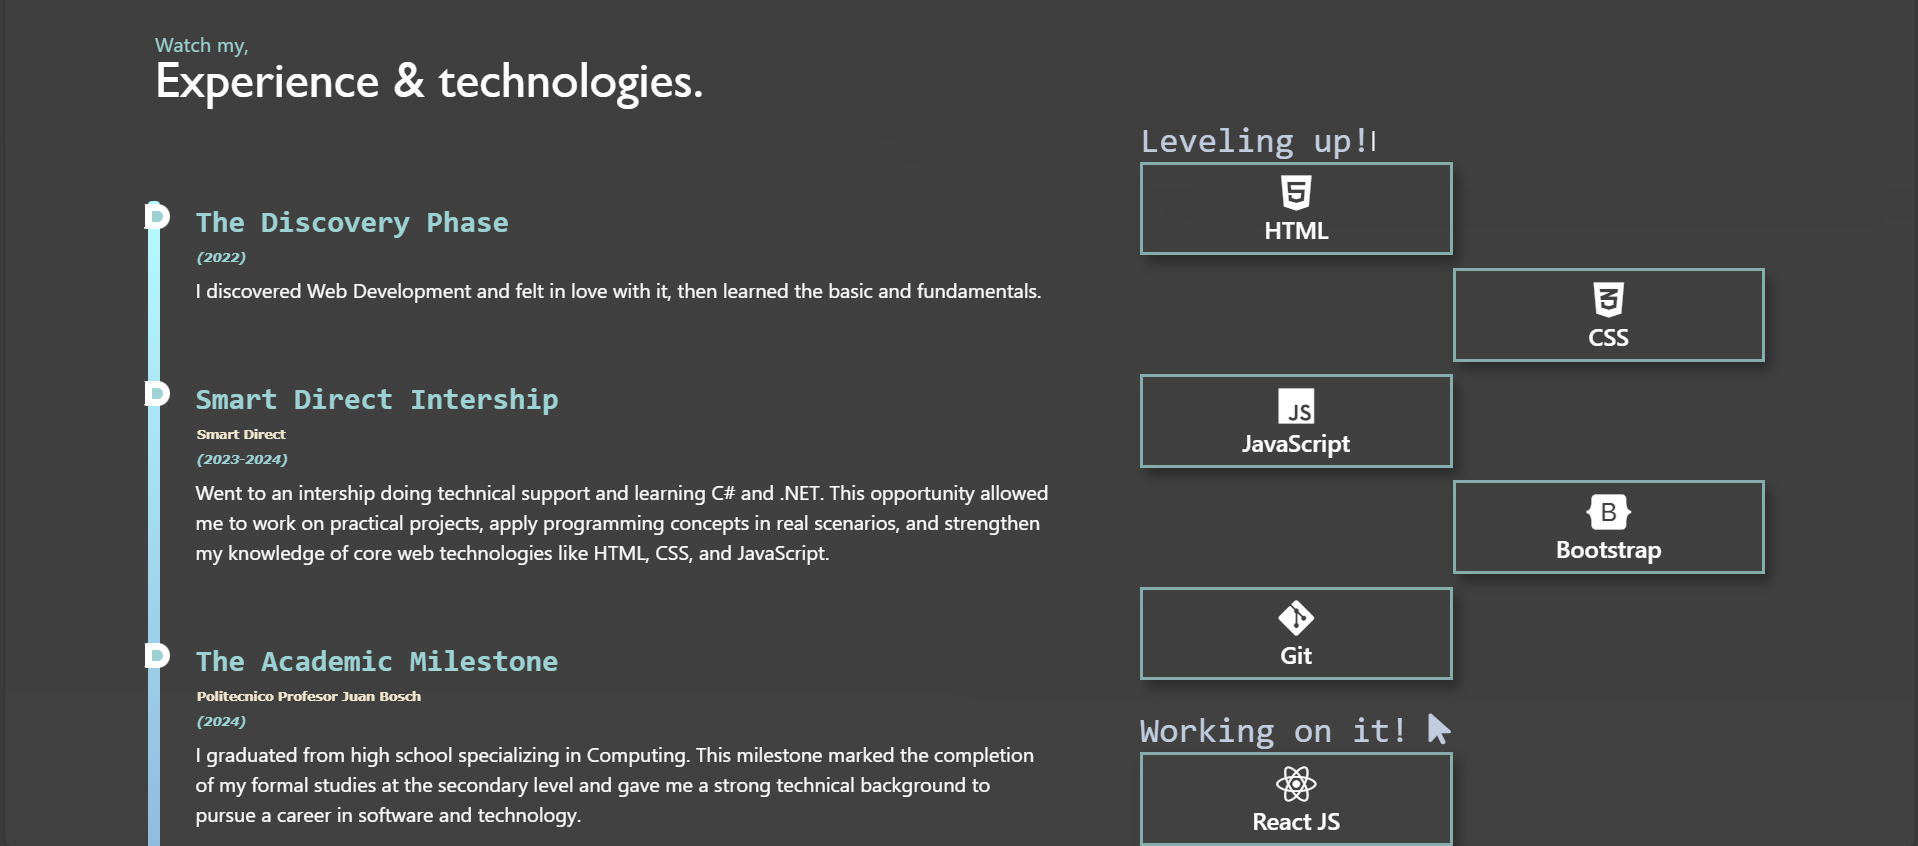 Watch my,
Experience & technologies.
The Discovery Phase
(2022)
I discovered Web Development and felt in love with it, then learned the basic and fundamentals.
Smart Direct Intership
Smart Direct
(2023-2024)
Went to an intership doing technical support and learning C# and .NET. This opportunity allowed
me to work on practical projects, apply programming concepts in real scenarios, and strengthen
my knowledge of core web technologies like HTML, CSS, and JavaScript.
The Academic Milestone
Politecnico Profesor Juan Bosch
(2024)
I graduated from high school specializing in Computing. This milestone marked the completion
of my formal studies at the secondary level and gave me a strong technical background to
pursue a career in software and technology.
Leveling up!
HTML
CSS
JS
JavaScript
B
Bootstrap
Git
Working on it!
React JS